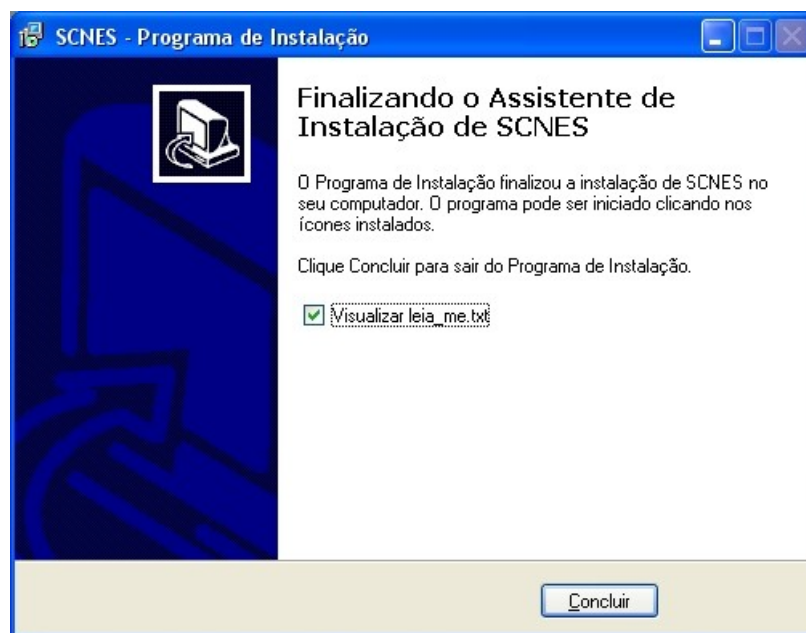 SCNES - Programa de Instalação
Finalizando o Assistente de
Instalação de SCNES
O Programa de Instalação finalizou a instalação de SCNES no
seu computador. O programa pode ser iniciado clicando nos
ícones instalados.
Clique Concluir para sair do Programa de Instalação.
Visualizar leia_me.txt
Concluir